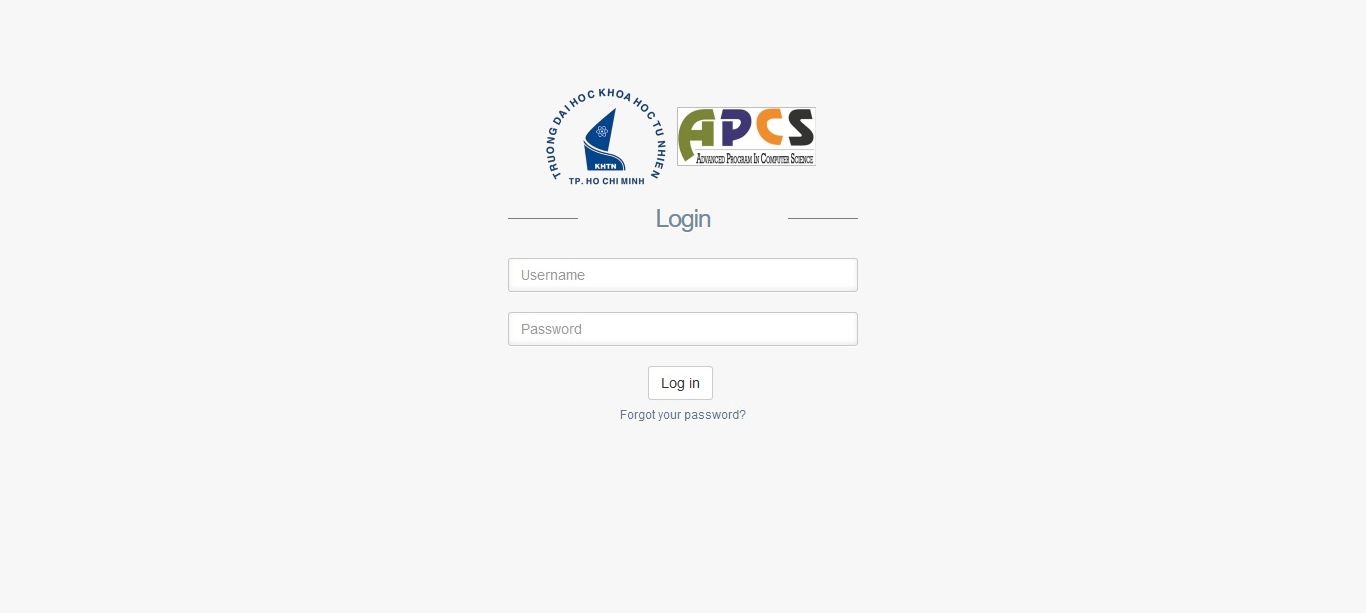 TRUONG DAI HOC KHOA HOC TU NHIEN
KHTN
TP. HO CHI MINH
APCS
ADVANCED PROGRAM IN COMPUTER SCIENCE
Login
Username
Password
Log in
Forgot your password?